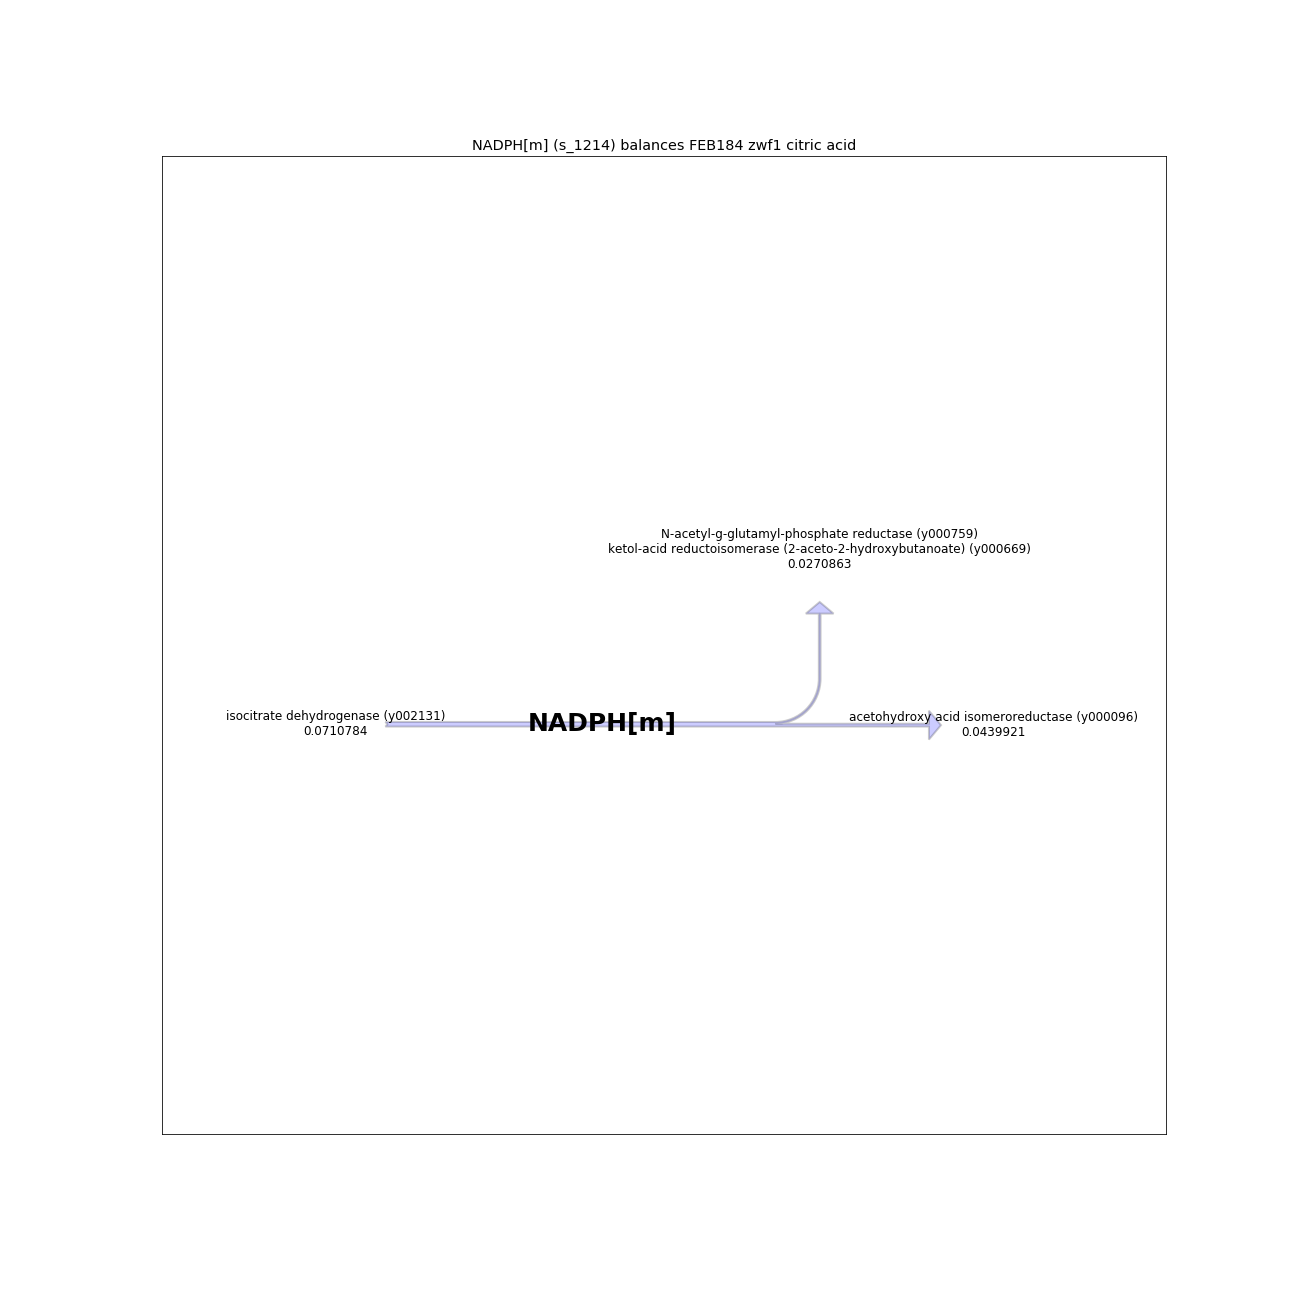 NADPH[m] (s_1214) balances FEB184 zwf1 citric acid
N-acetyl-g-glutamyl-phosphate reductase (y000759)
ketol-acid reductoisomerase (2-aceto-2-hydroxybutanoate) (y000669)
0.0270863
isocitrate dehydrogenase (y002131)
0.0710784
NADPH[m]
acetohydroxy acid isomeroreductase (y000096)
0.0439921